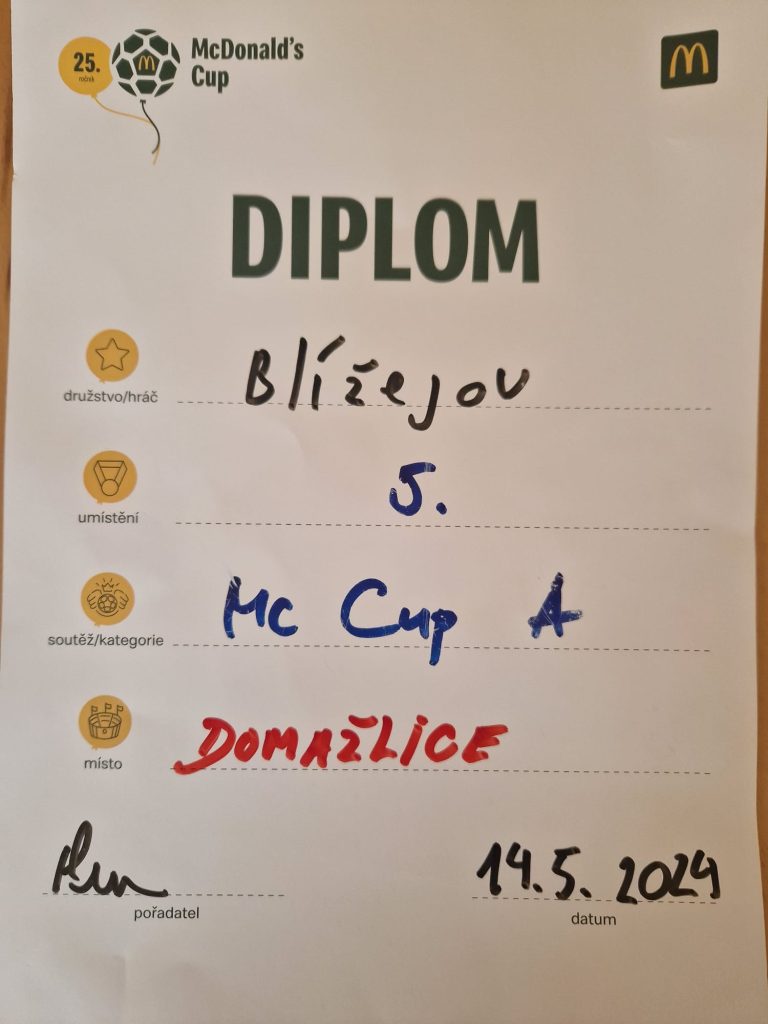 25.
ročník
McDonald's
Cup
DIPLOM
družstvo/hráč
Blížejov
umístění
5.
soutěž/kategorie
Mc Cup A
místo
DOMAŽLICE
14.5. 2024
pořadatel
datum